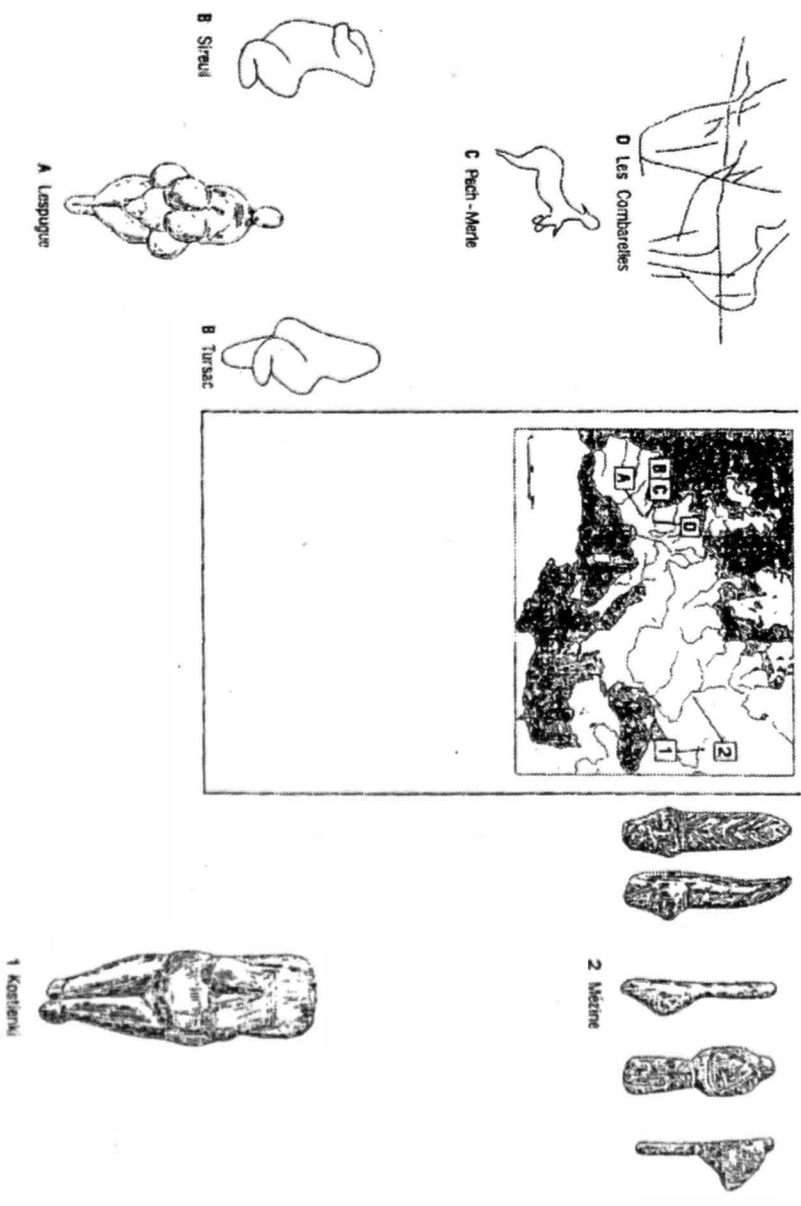 2
D
B C
1
A
D Les Combarelles
2 Mézine
C Pech-Merle
B Sireuil
B Tursac
A Lespugue
1 Kostienki